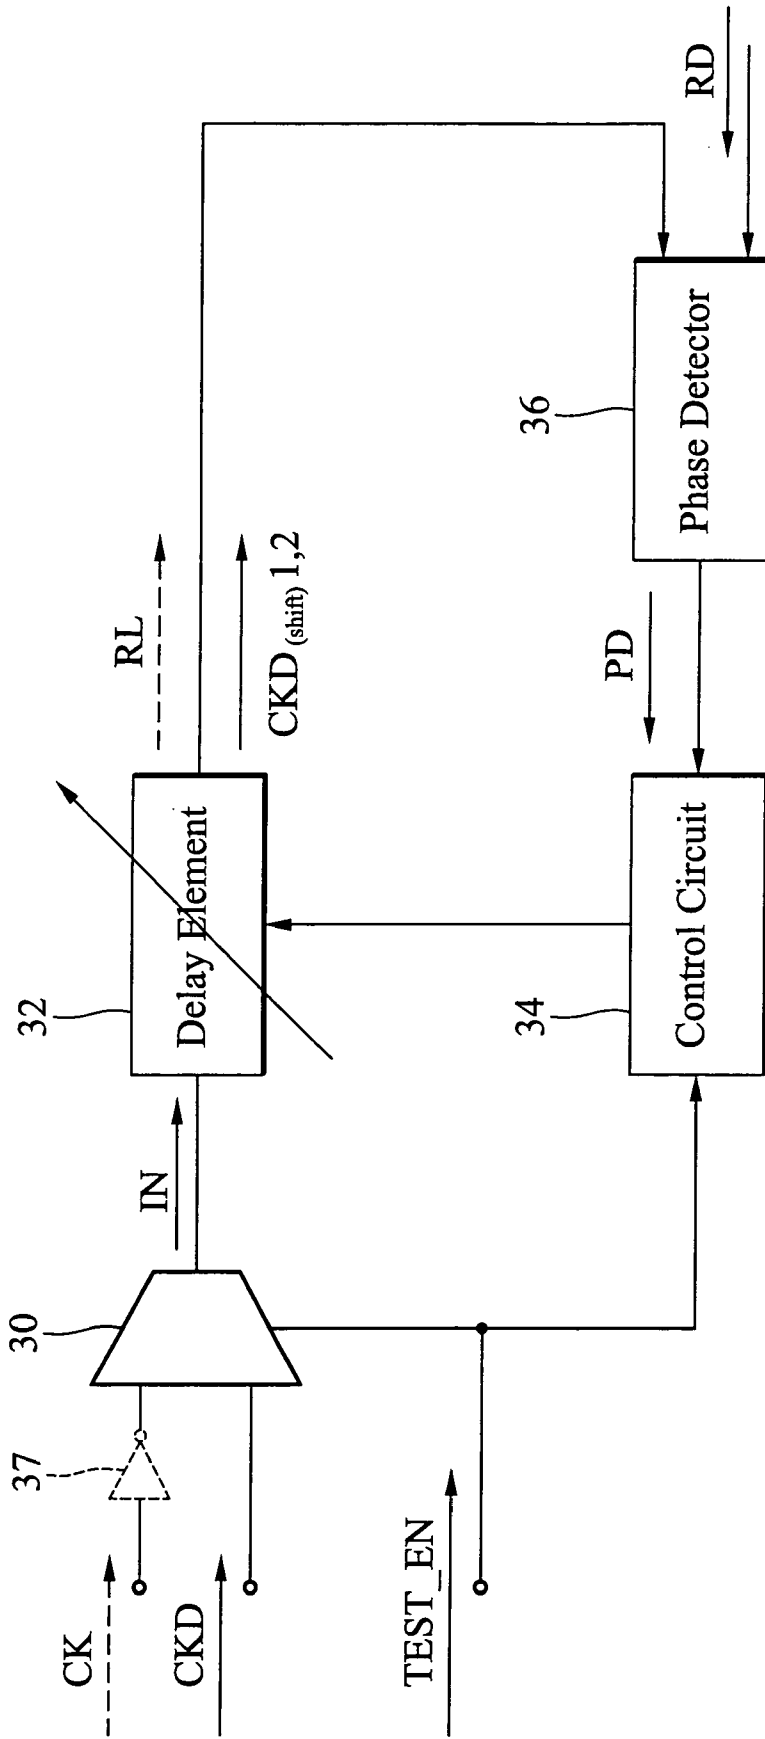 CK
37
CKD
TEST_EN
30
IN
32
Delay Element
RL
CKD(shift) 1,2
34
Control Circuit
PD
36
Phase Detector
RD